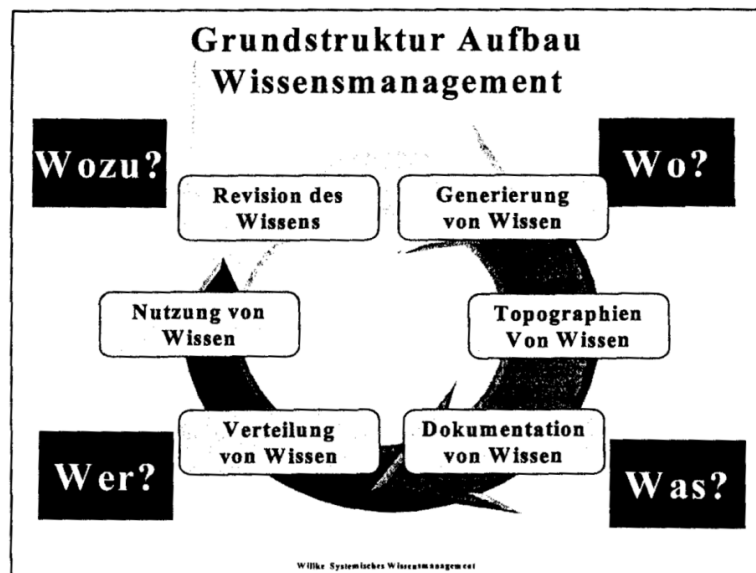 Grundstruktur Aufbau
Wissensmanagement
Wozu?
Wo?
Revision des
Wissens
Generierung
von Wissen
Nutzung von
Wissen
Topographien
Von Wissen
Verteilung
von Wissen
Dokumentation
von Wissen
Wer?
Was?
Willke Systemisches Wissensmanagement